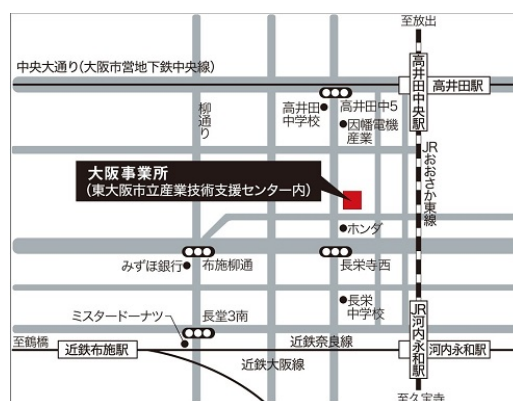 至放出
中央大通り(大阪市営地下鉄中央線)
高井田中央駅
高井田駅
柳通り
高井田
中学校
高井田中5
因幡電機
産業
JRおおさか東線
大阪事業所
(東大阪市立産業技術支援センター内)
ホンダ
みずほ銀行
布施柳通
長栄寺西
長栄
中学校
ミスタードーナツ
長堂3南
JR河内永和駅
至鶴橋
近鉄布施駅
近鉄奈良線
河内永和駅
近鉄大阪線
至久宝寺